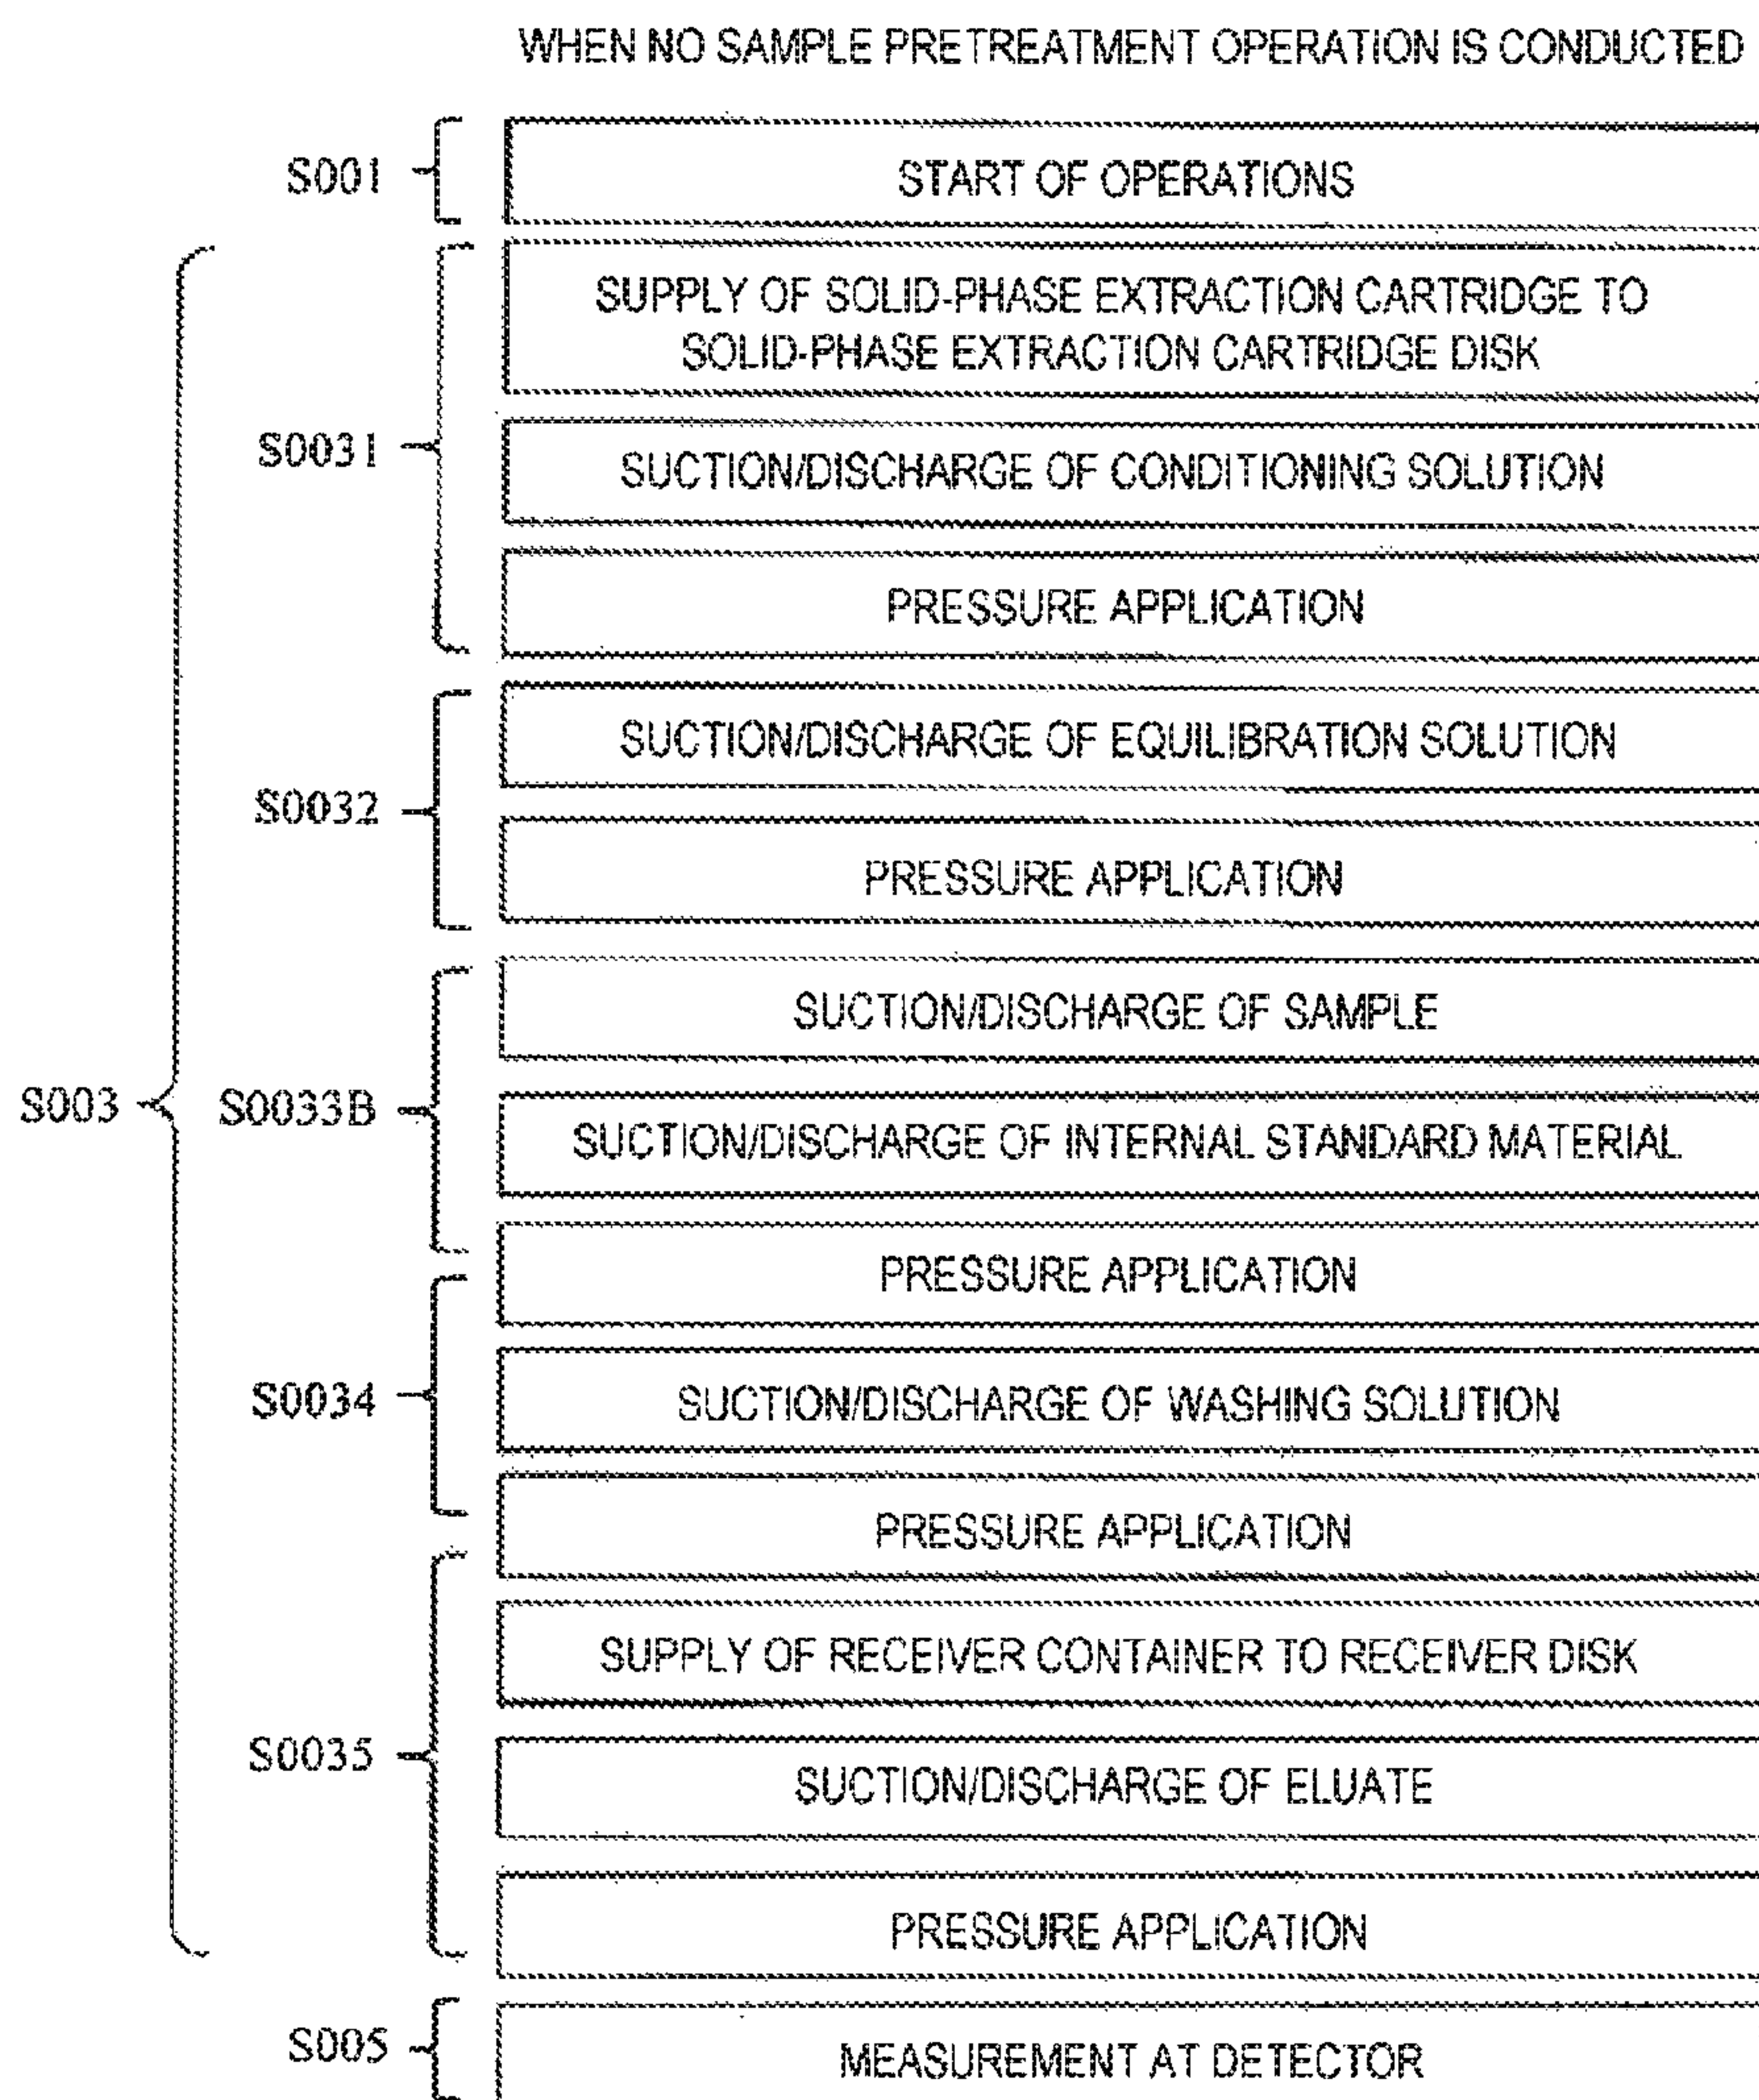 WHEN NO SAMPLE PRETREATMENT OPERATION IS CONDUCTED
S001
START OF OPERATIONS
SUPPLY OF SOLID-PHASE EXTRACTION CARTRIDGE TO
SOLID-PHASE EXTRACTION CARTRIDGE DISK
S0031
SUCTION/DISCHARGE OF CONDITIONING SOLUTION
PRESSURE APPLICATION
SUCTION/DISCHARGE OF EQUILIBRATION SOLUTION
S0032
PRESSURE APPLICATION
SUCTION/DISCHARGE OF SAMPLE
S003
S0033B
SUCTION/DISCHARGE OF INTERNAL STANDARD MATERIAL
PRESSURE APPLICATION
S0034
SUCTION/DISCHARGE OF WASHING SOLUTION
PRESSURE APPLICATION
SUPPLY OF RECEIVER CONTAINER TO RECEIVER DISK
S0035
SUCTION/DISCHARGE OF ELUATE
PRESSURE APPLICATION
S005
MEASUREMENT AT DETECTOR